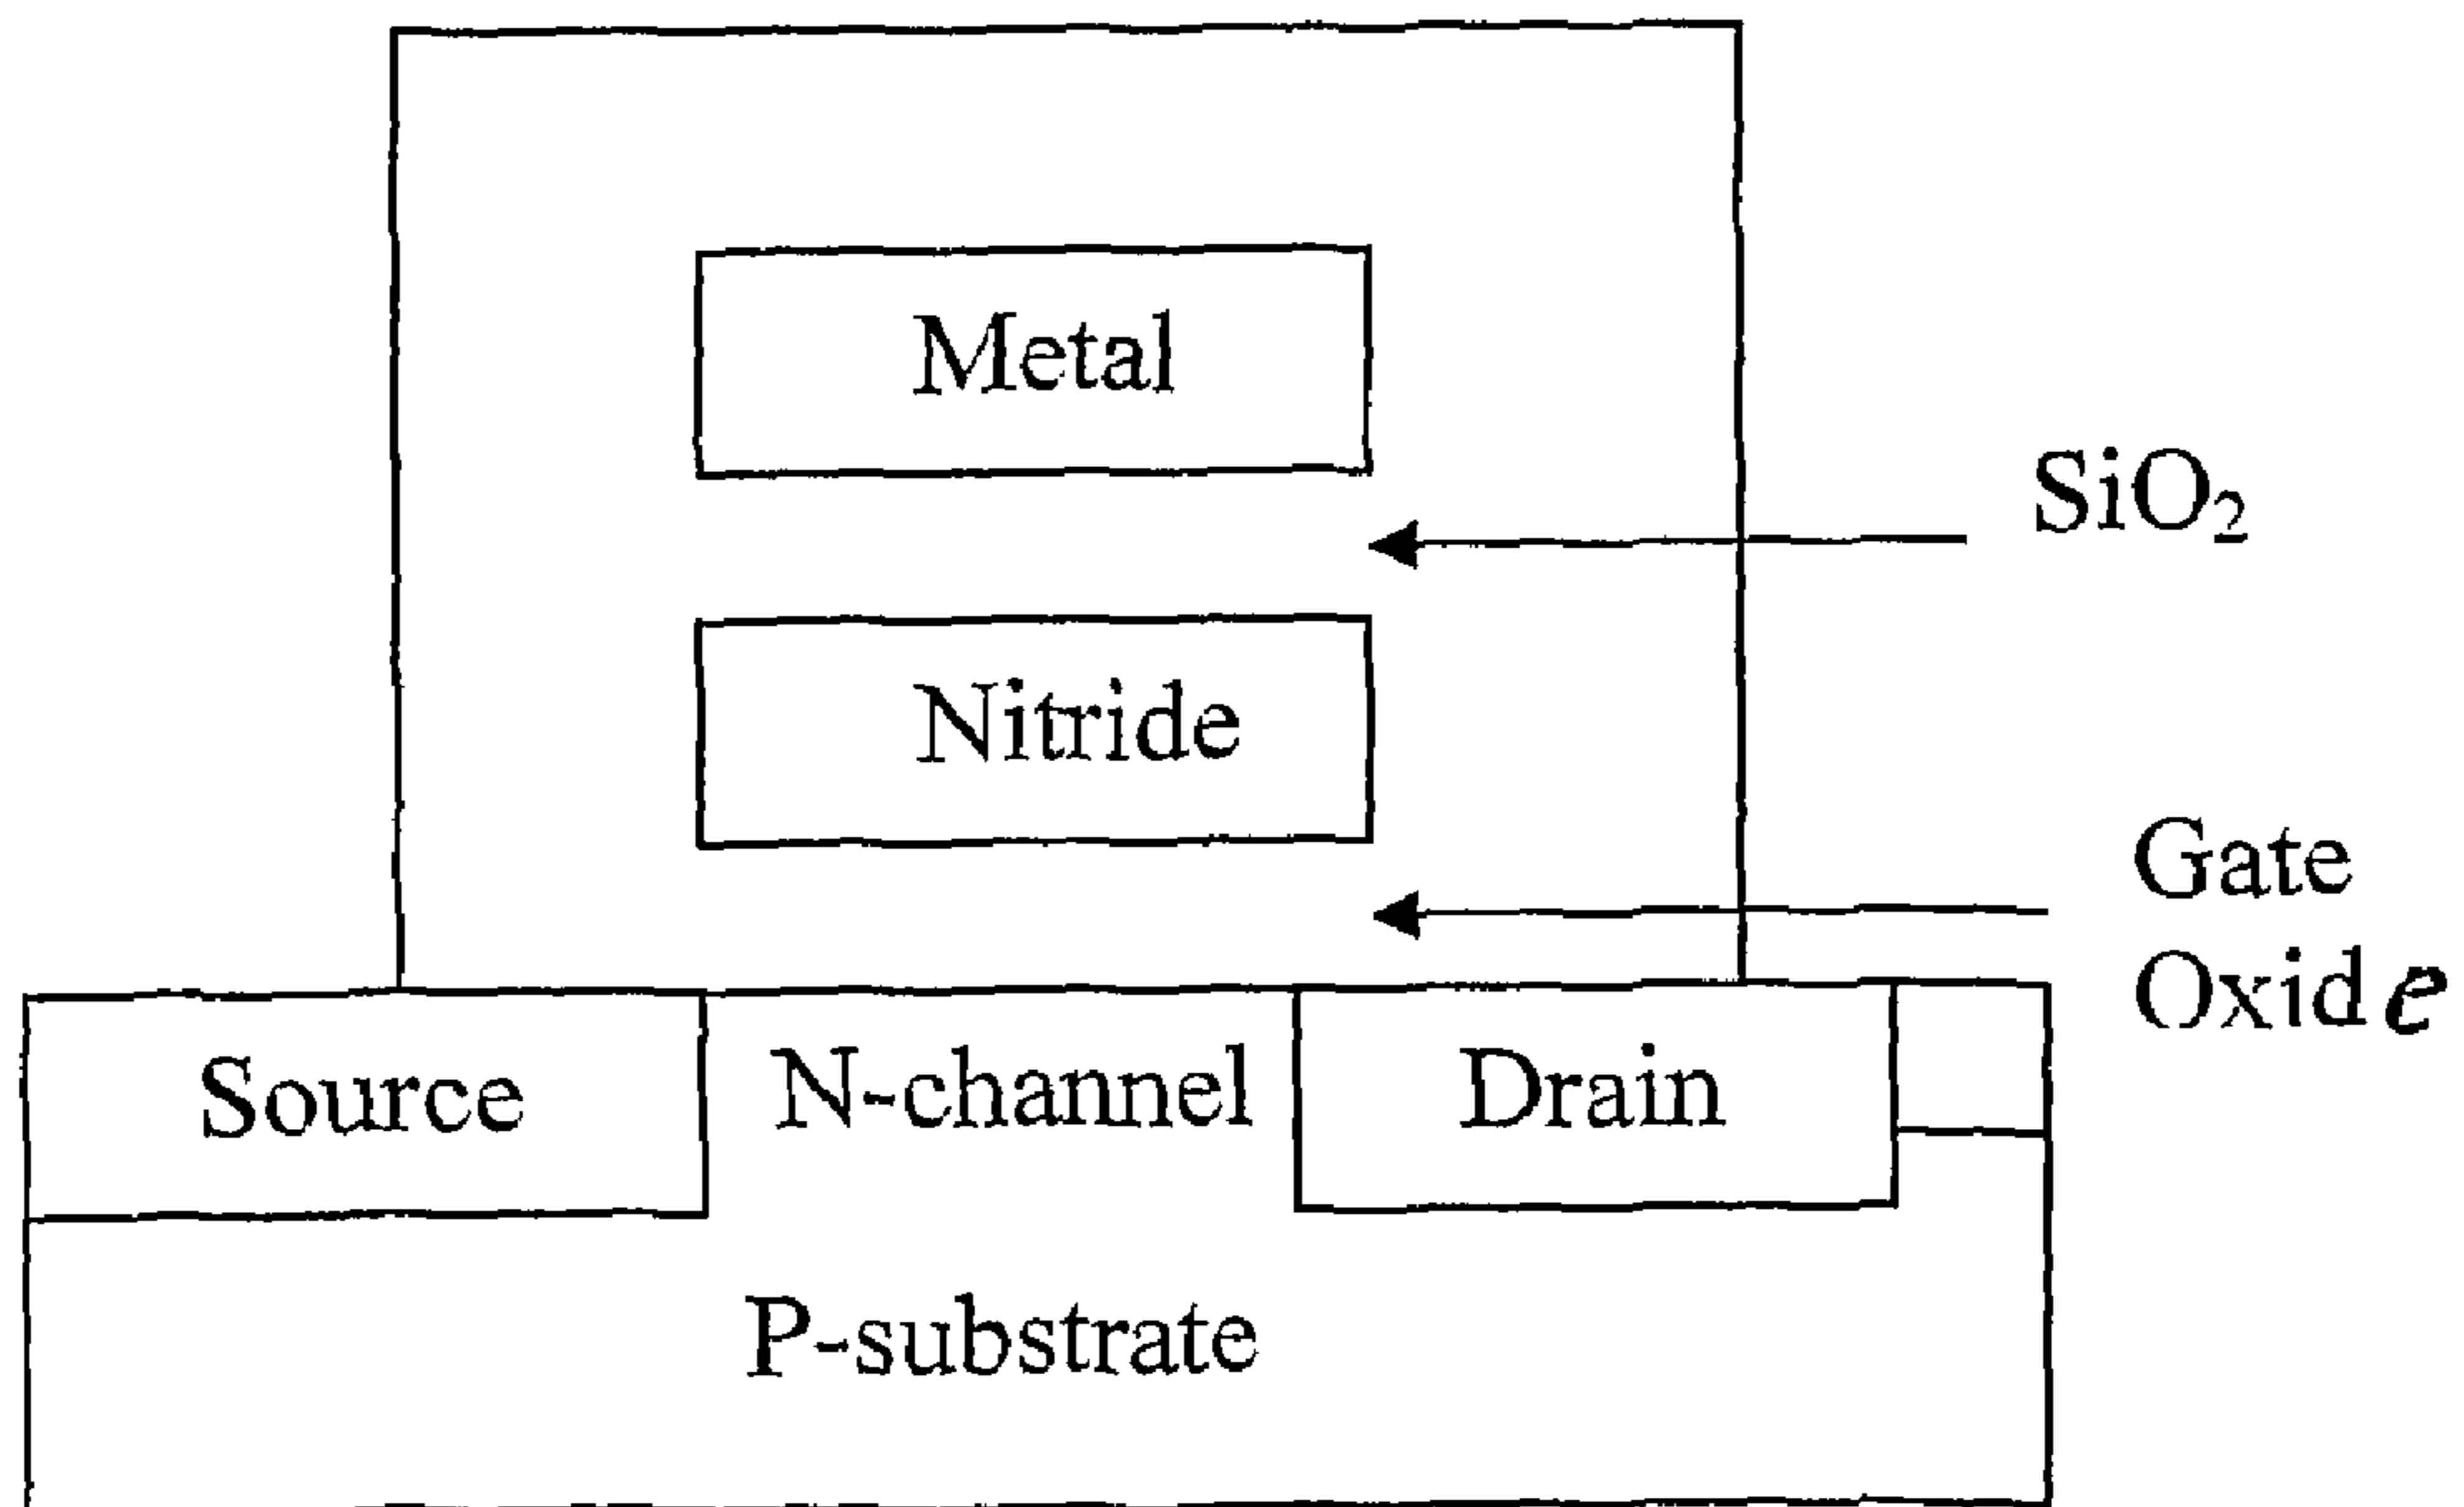 Metal
SiO₂
Nitride
Gate
Oxide
Source
N-channel
Drain
P-substrate